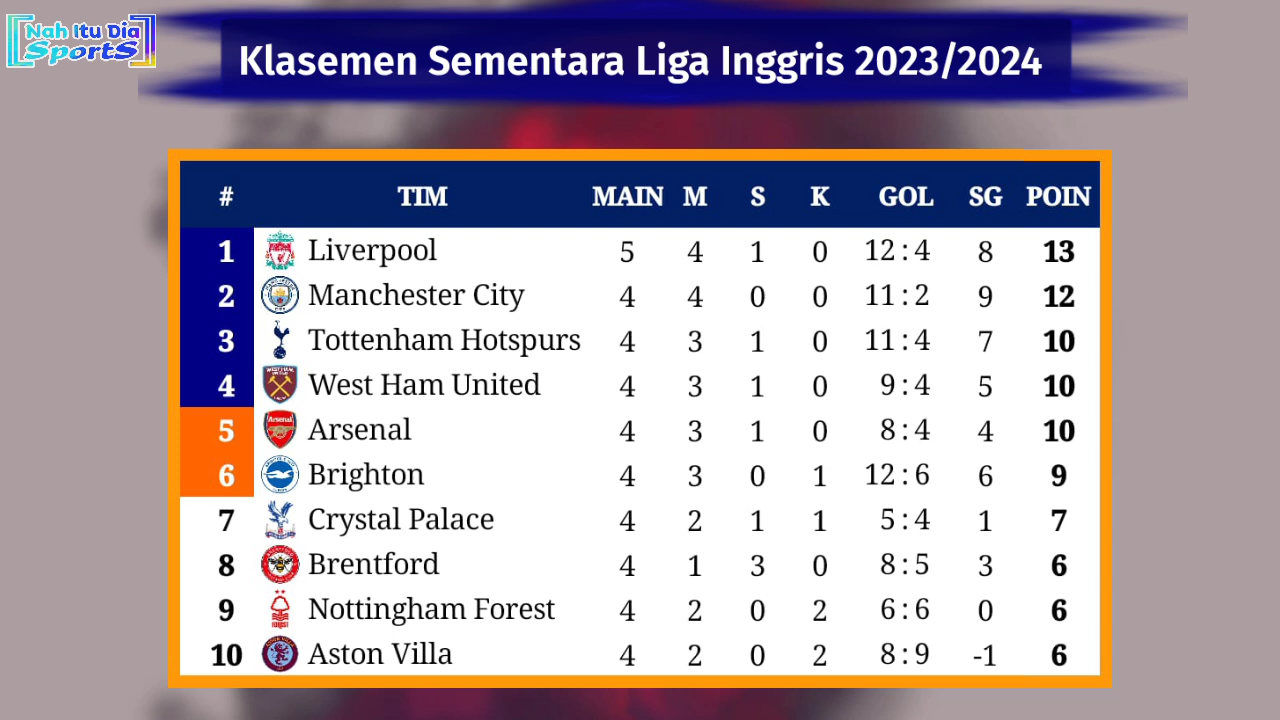 Nah Itu Dia
Sports
Klasemen Sementara Liga Inggris 2023/2024
# TIM MAIN M S K GOL SG POIN
1 Liverpool 5 4 1 0 12 : 4 8 13
2 Manchester City 4 4 0 0 11 : 2 9 12
3 Tottenham Hotspurs 4 3 1 0 11 : 4 7 10
4 West Ham United 4 3 1 0 9 : 4 5 10
5 Arsenal 4 3 1 0 8 : 4 4 10
6 Brighton 4 3 0 1 12 : 6 6 9
7 Crystal Palace 4 2 1 1 5 : 4 1 7
8 Brentford 4 1 3 0 8 : 5 3 6
9 Nottingham Forest 4 2 0 2 6 : 6 0 6
10 Aston Villa 4 2 0 2 8 : 9 -1 6